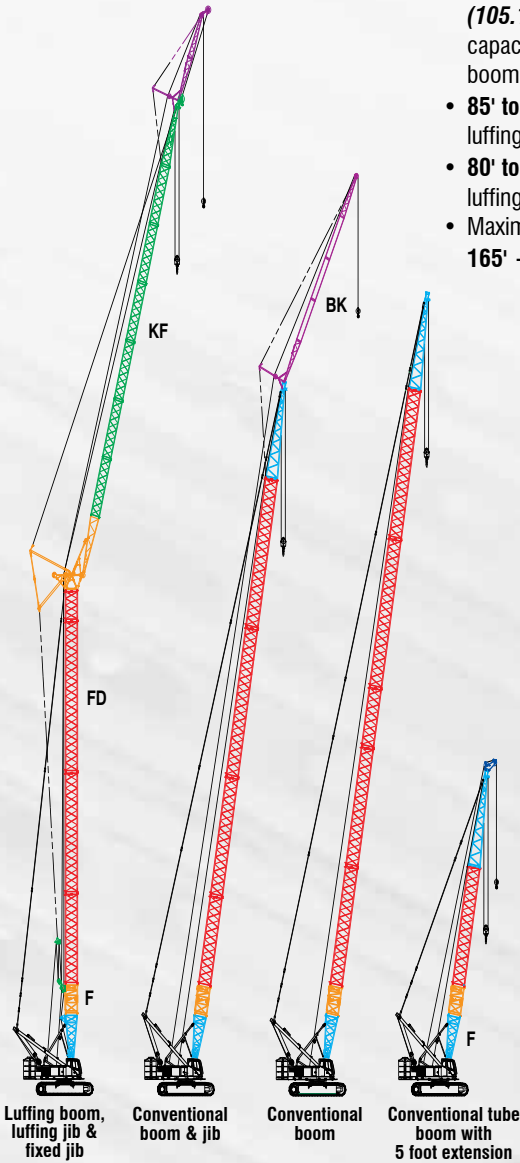 (105.
capac
boom
• 85' to
luffing
• 80' to
luffing
• Maxim
165' -
KF
BK
FD
F
F
Luffing boom,
luffing jib &
fixed jib
Conventional
boom & jib
Conventional
boom
Conventional tube
boom with
5 foot extension